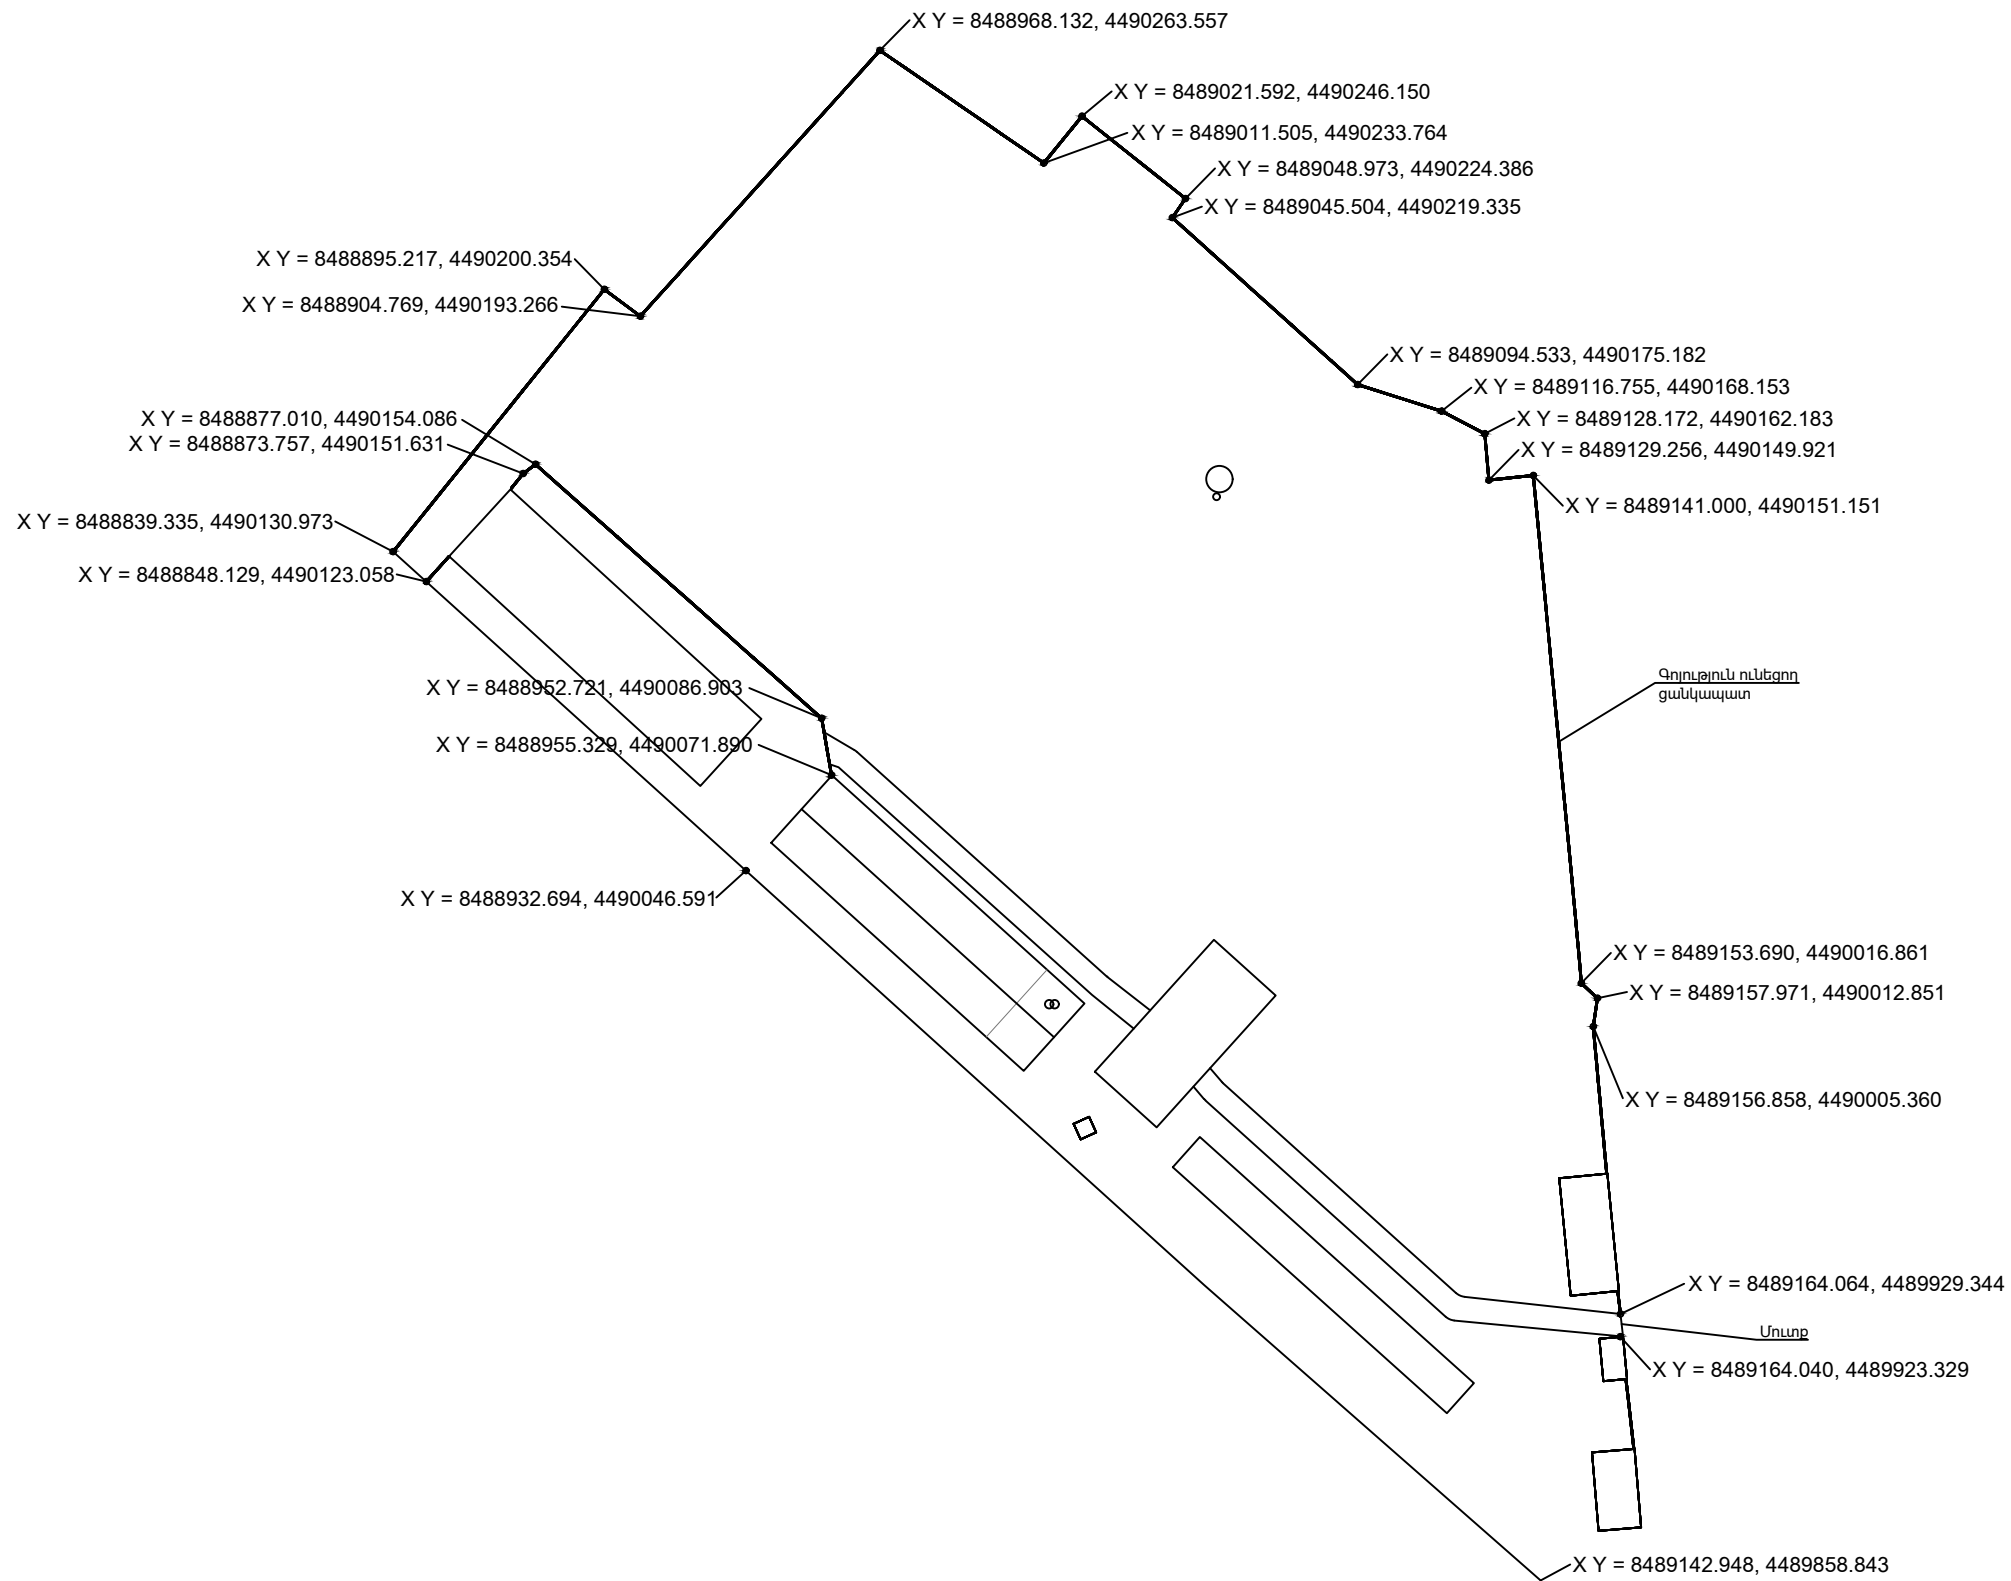 X Y = 8488968.132, 4490263.557
X Y = 8489021.592, 4490246.150
X Y = 8489011.505, 4490233.764
X Y = 8489048.973, 4490224.386
X Y = 8489045.504, 4490219.335
X Y = 8488895.217, 4490200.354
X Y = 8488904.769, 4490193.266
X Y = 8489094.533, 4490175.182
X Y = 8489116.755, 4490168.153
X Y = 8488877.010, 4490154.086
X Y = 8489128.172, 4490162.183
X Y = 8488873.757, 4490151.631
X Y = 8489129.256, 4490149.921
X Y = 8489141.000, 4490151.151
X Y = 8488839.335, 4490130.973
X Y = 8488848.129, 4490123.058
Գոյություն ունեցող
ցանկապատ
X Y = 8488952.721, 4490086.903
X Y = 8488955.329, 4490071.890
X Y = 8488932.694, 4490046.591
X Y = 8489153.690, 4490016.861
X Y = 8489157.971, 4490012.851
X Y = 8489156.858, 4490005.360
X Y = 8489164.064, 4489929.344
Մուտք
X Y = 8489164.040, 4489923.329
X Y = 8489142.948, 4489858.843